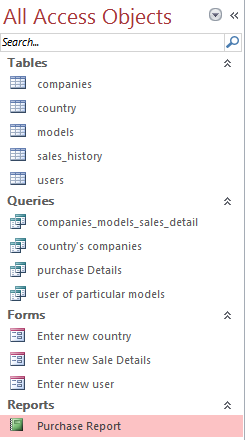 All Access Objects
Search...
Tables
companies
country
models
sales_history
users
Queries
companies_models_sales_detail
country's companies
purchase Details
user of particular models
Forms
Enter new country
Enter new Sale Details
Enter new user
Reports
Purchase Report